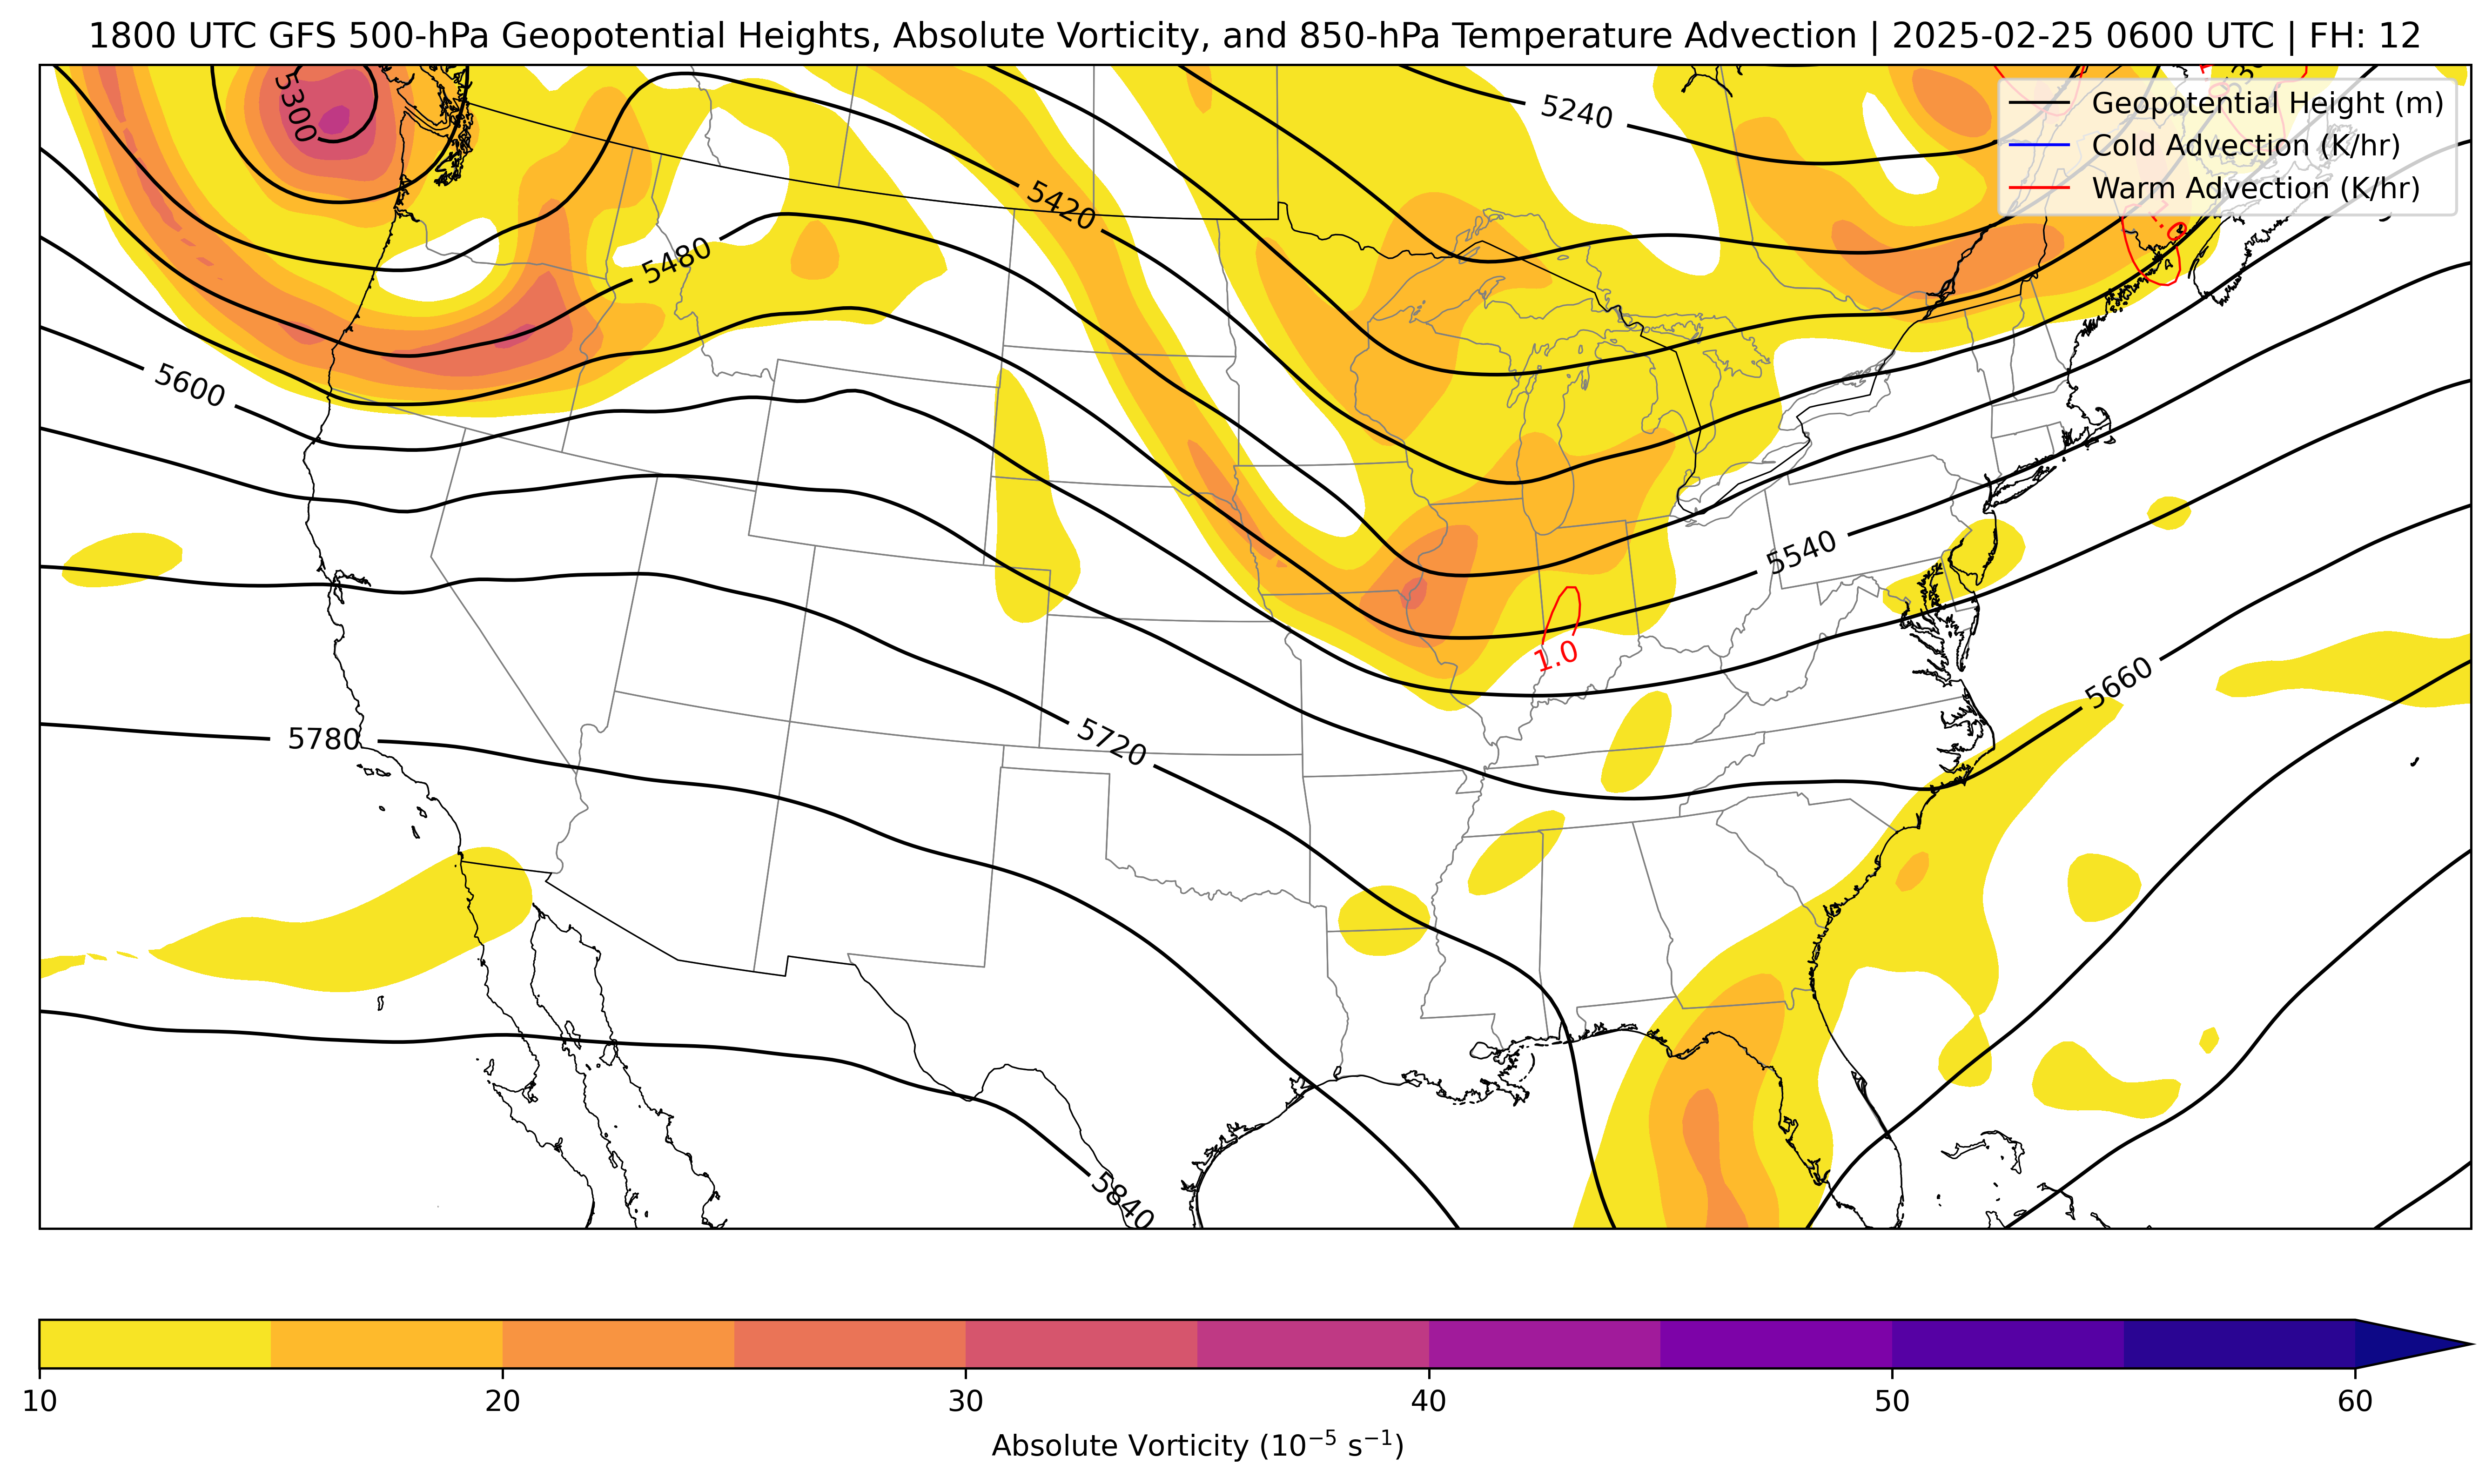 1800 UTC GFS 500-hPa Geopotential Heights, Absolute Vorticity, and 850-hPa Temperature Advection | 2025-02-25 0600 UTC | FH: 12
5300
5240
Geopotential Height (m)
Cold Advection (K/hr)
Warm Advection (K/hr)
5420
5480
5600
5540
1.0
5660
5780
5720
5840
10 20 30 40 50 60
Absolute Vorticity (10⁻⁵ s⁻¹)